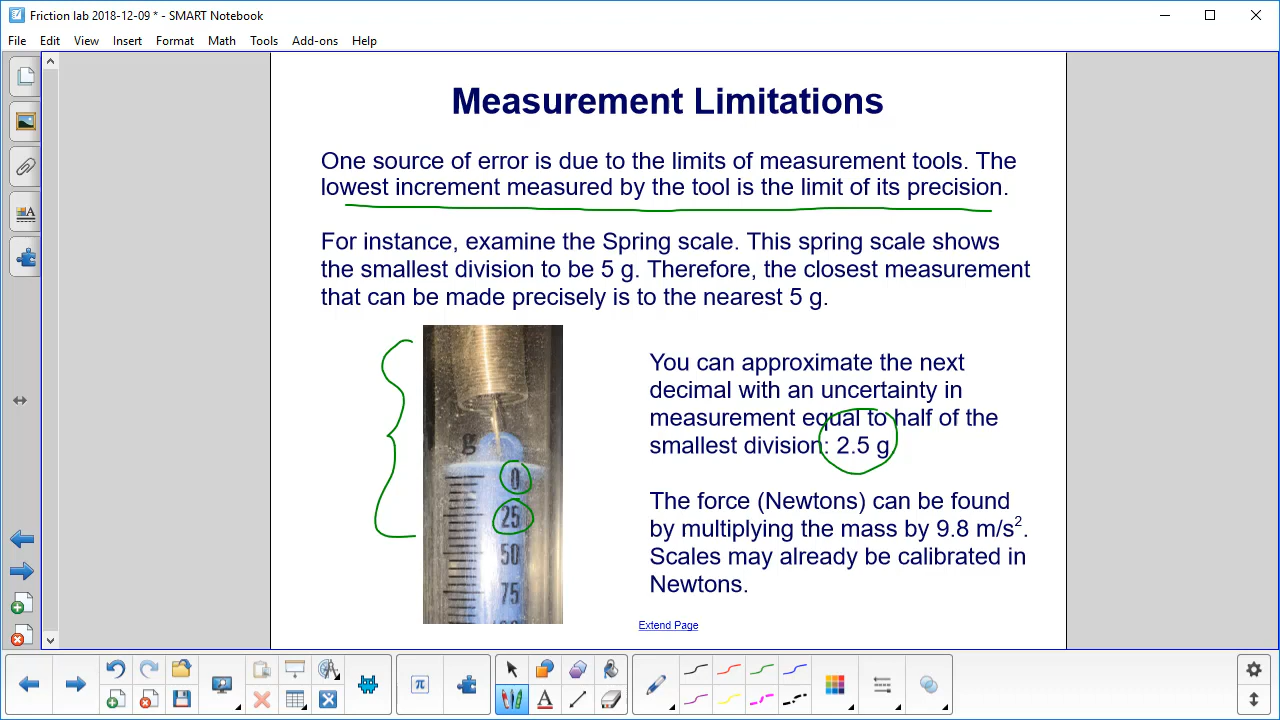 Friction lab 2018-12-09 * - SMART Notebook
File Edit View Insert Format Math Tools Add-ons Help
Measurement Limitations
One source of error is due to the limits of measurement tools. The
lowest increment measured by the tool is the limit of its precision.
For instance, examine the Spring scale. This spring scale shows
the smallest division to be 5 g. Therefore, the closest measurement
that can be made precisely is to the nearest 5 g.
g
0
25
50
75
You can approximate the next
decimal with an uncertainty in
measurement equal to half of the
smallest division: 2.5 g
The force (Newtons) can be found
by multiplying the mass by 9.8 m/s².
Scales may already be calibrated in
Newtons.
Extend Page